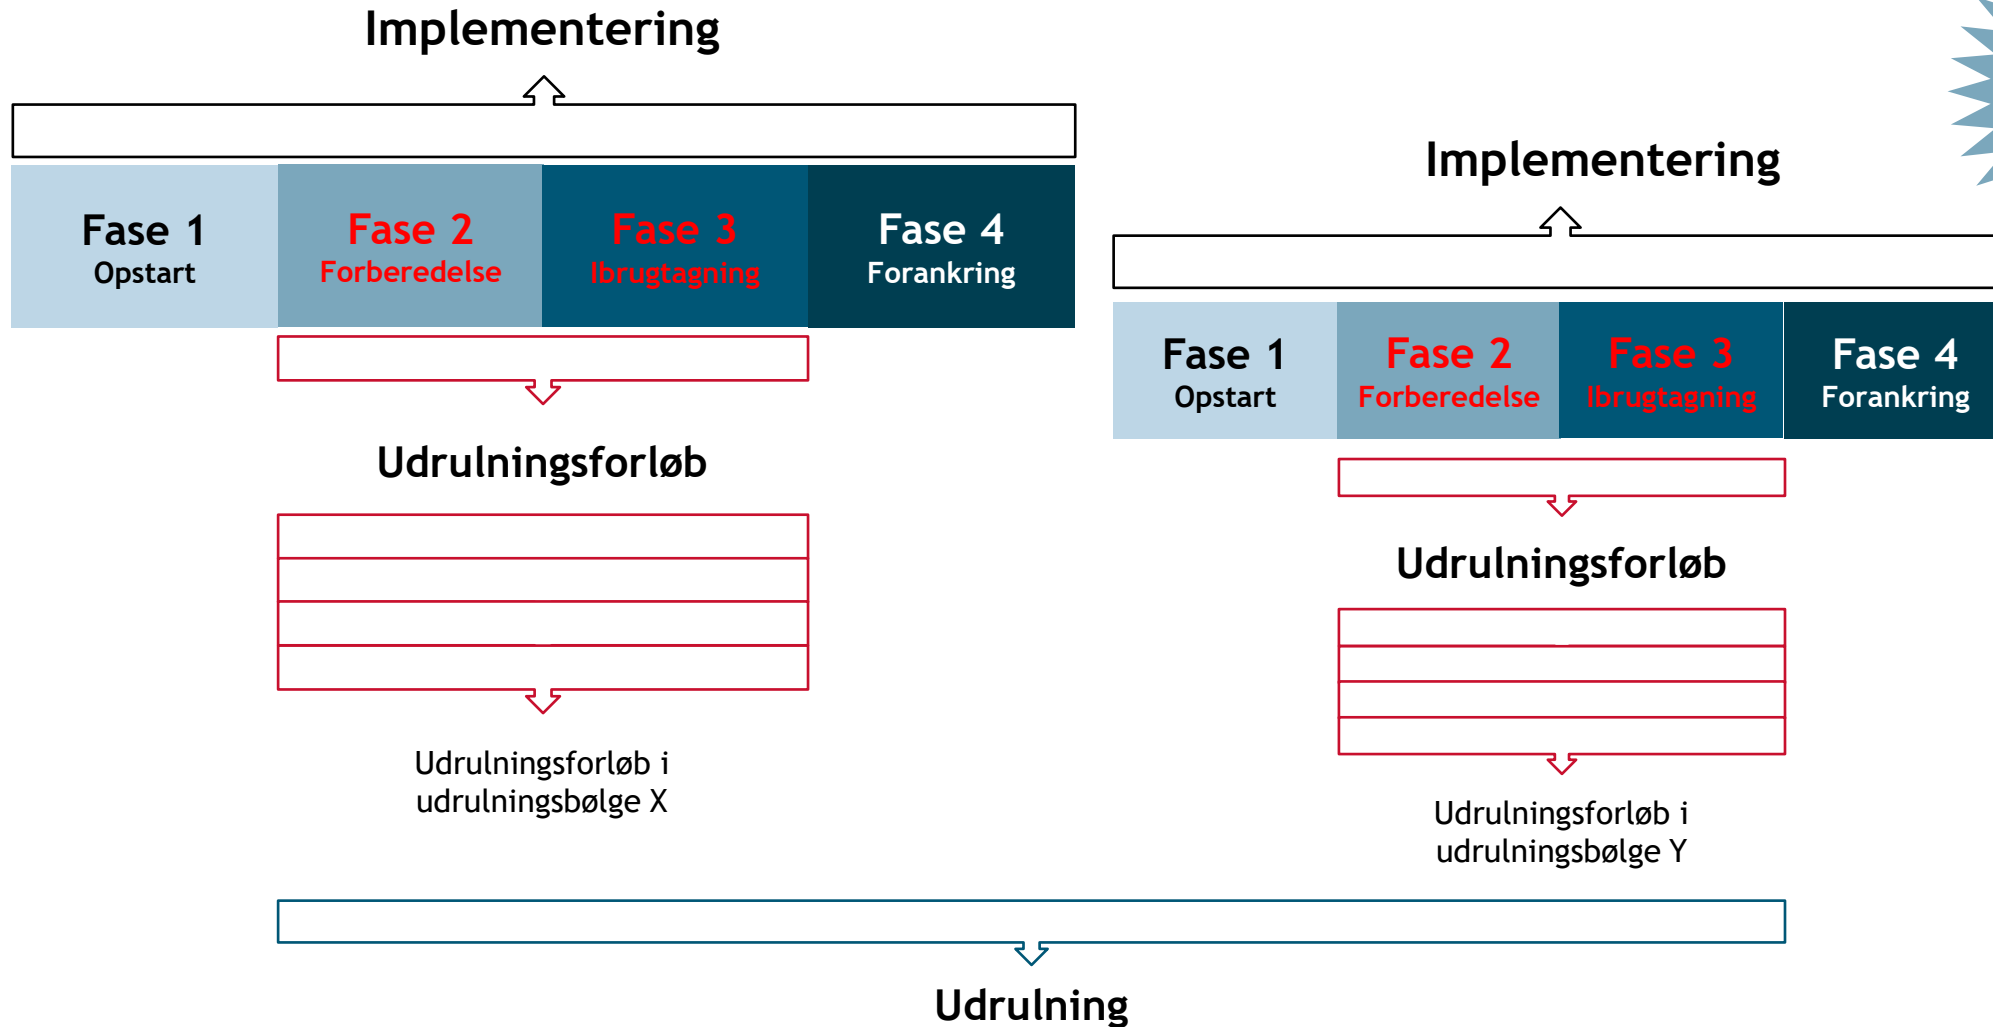 Implementering
Fase 1
Opstart
Fase 2
Forberedelse
Fase 3
Ibrugtagning
Fase 4
Forankring
Udrulningsforløb
Udrulningsforløb i
udrulningsbølge X
Implementering
Fase 1
Opstart
Fase 2
Forberedelse
Fase 3
Ibrugtagning
Fase 4
Forankring
Udrulningsforløb
Udrulningsforløb i
udrulningsbølge Y
Udrulning